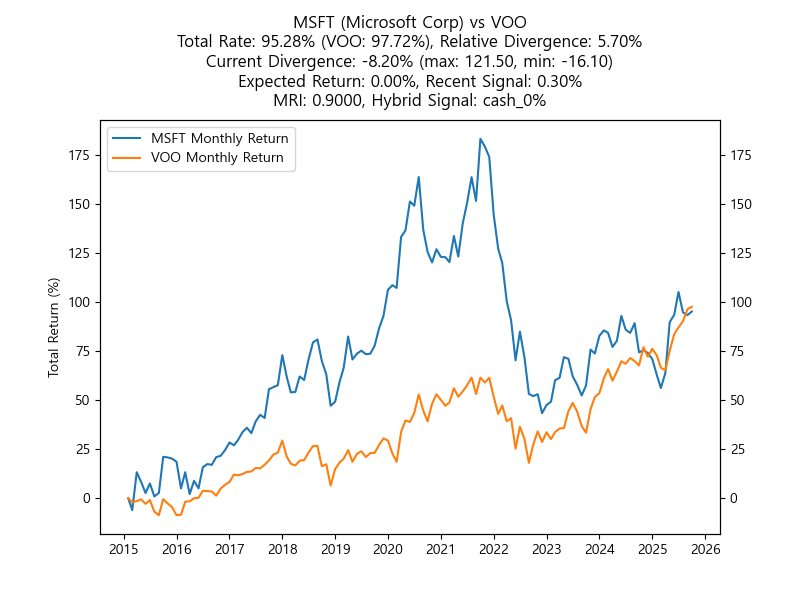 MSFT (Microsoft Corp) vs VOO
Total Rate: 95.28% (VOO: 97.72%), Relative Divergence: 5.70%
Current Divergence: -8.20% (max: 121.50, min: -16.10)
Expected Return: 0.00%, Recent Signal: 0.30%
MRI: 0.9000, Hybrid Signal: cash_0%
MSFT Monthly Return
VOO Monthly Return
Total Return (%)
175 175
150 150
125 125
100 100
75 75
50 50
25 25
0 0
2015 2016 2017 2018 2019 2020 2021 2022 2023 2024 2025 2026